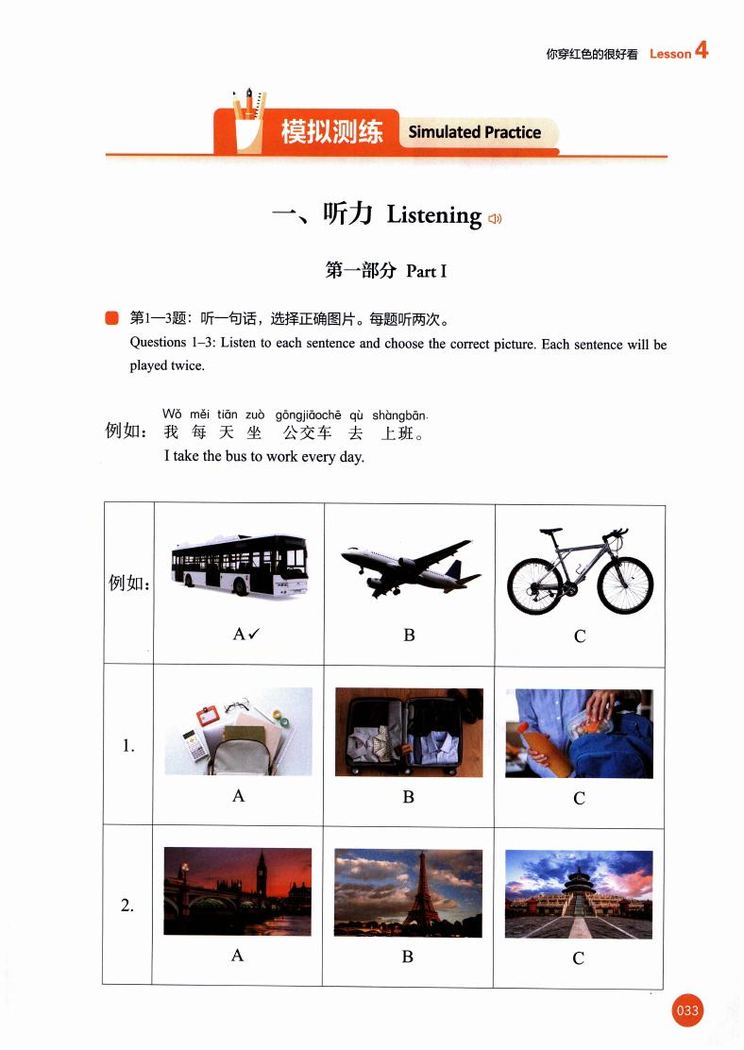 你穿红色的很好看 Lesson 4
模拟测练 Simulated Practice
一、听力 Listening
第一部分 Part I
第1—3题：听一句话，选择正确图片。每题听两次。
Questions 1–3: Listen to each sentence and choose the correct picture. Each sentence will be
played twice.
Wǒ měi tiān zuò gōngjiāochē qù shàngbān.
例如： 我 每 天 坐 公交车 去 上班。
I take the bus to work every day.
例如:
A✓ B C
1.
A B C
2.
A B C
033